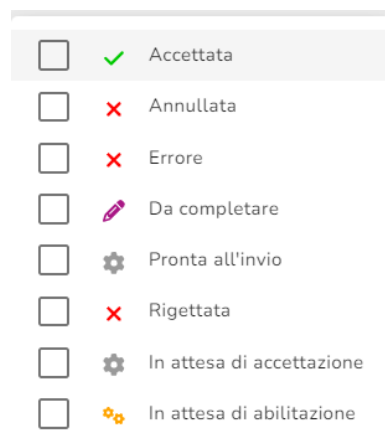 Accettata
Annullata
Errore
Da completare
Pronta all'invio
Rigettata
In attesa di accettazione
In attesa di abilitazione